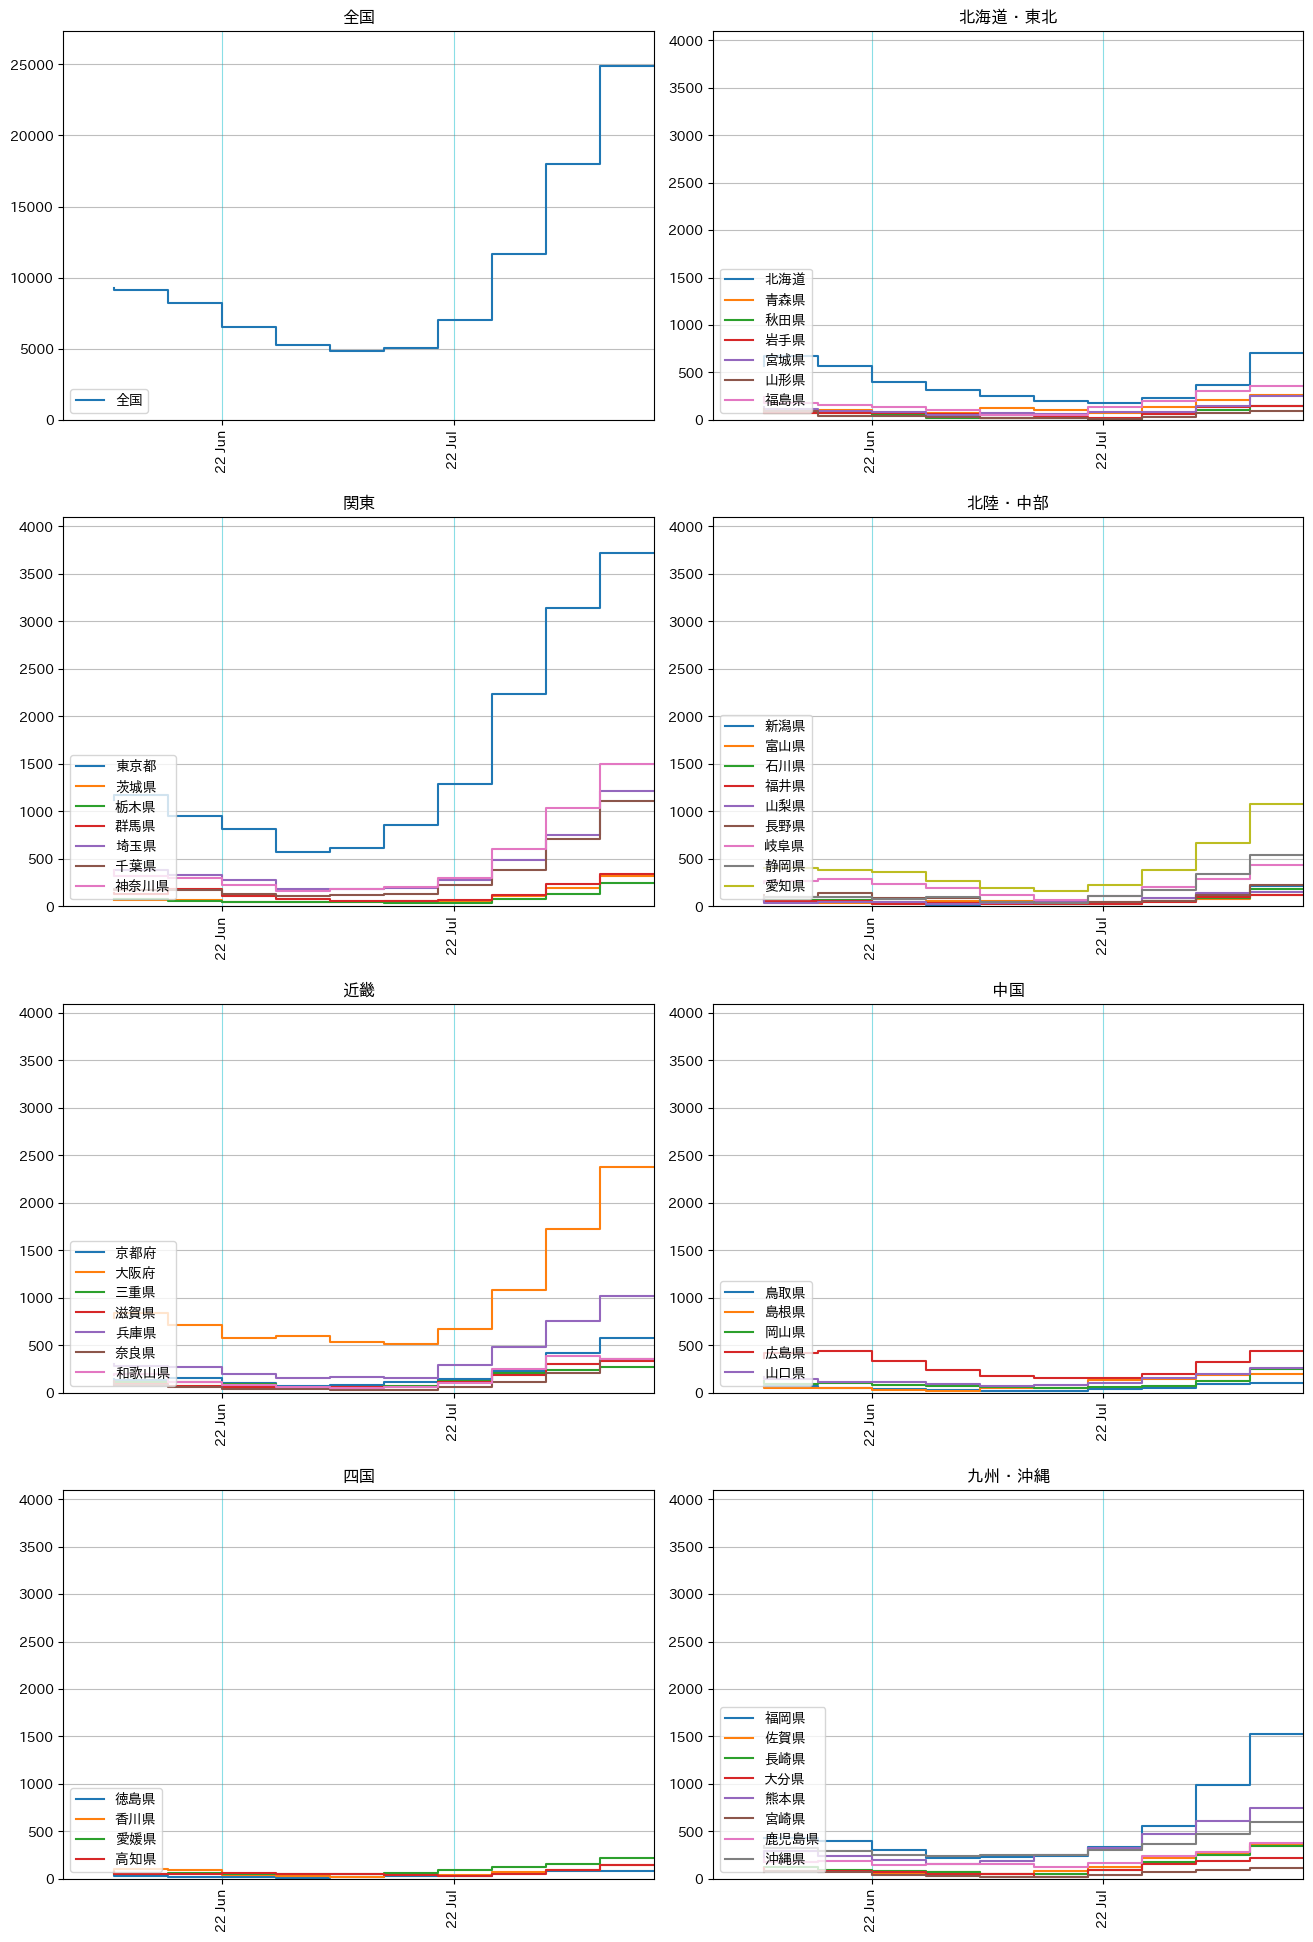 全国
25000
20000
15000
10000
5000
0
全国
22 Jun
22 Jul
北海道・東北
4000
3500
3000
2500
2000
1500
1000
500
0
北海道
青森県
秋田県
岩手県
宮城県
山形県
福島県
22 Jun
22 Jul
関東
4000
3500
3000
2500
2000
1500
1000
500
0
東京都
茨城県
栃木県
群馬県
埼玉県
千葉県
神奈川県
22 Jun
22 Jul
北陸・中部
4000
3500
3000
2500
2000
1500
1000
500
0
新潟県
富山県
石川県
福井県
山梨県
長野県
岐阜県
静岡県
愛知県
22 Jun
22 Jul
近畿
4000
3500
3000
2500
2000
1500
1000
500
0
京都府
大阪府
三重県
滋賀県
兵庫県
奈良県
和歌山県
22 Jun
22 Jul
中国
4000
3500
3000
2500
2000
1500
1000
500
0
鳥取県
島根県
岡山県
広島県
山口県
22 Jun
22 Jul
四国
4000
3500
3000
2500
2000
1500
1000
500
0
徳島県
香川県
愛媛県
高知県
22 Jun
22 Jul
九州・沖縄
4000
3500
3000
2500
2000
1500
1000
500
0
福岡県
佐賀県
長崎県
大分県
熊本県
宮崎県
鹿児島県
沖縄県
22 Jun
22 Jul